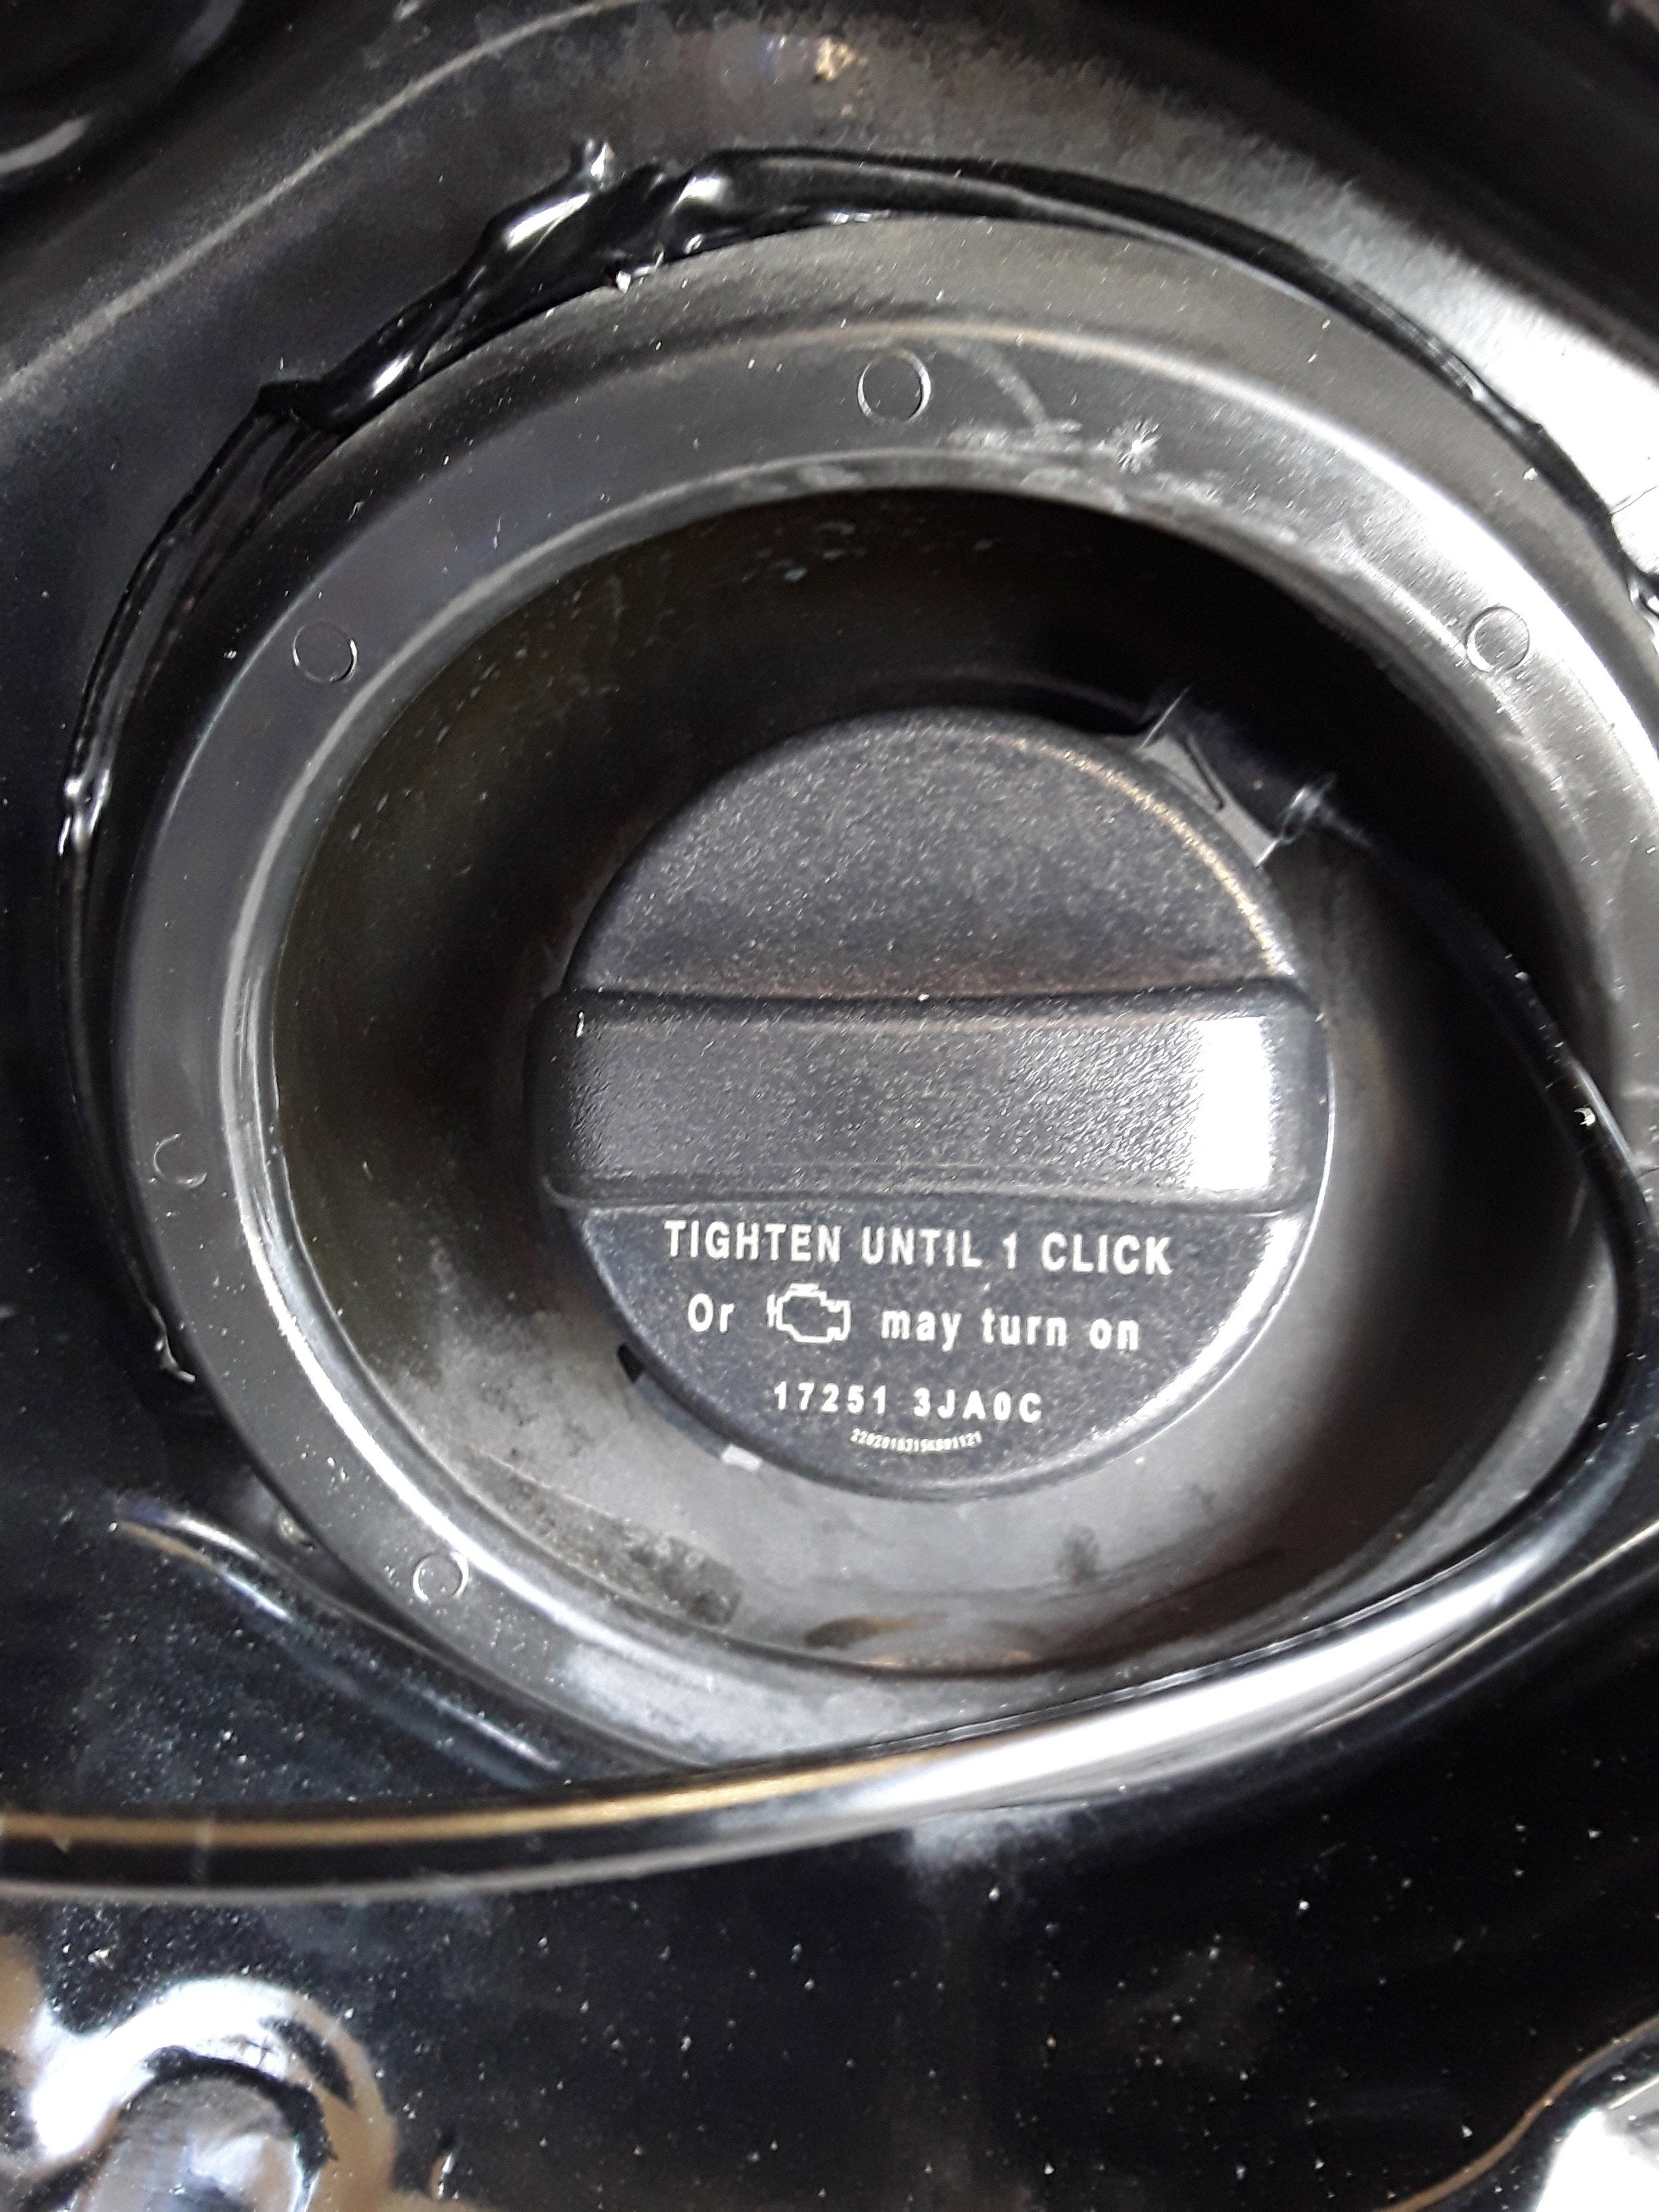 TIGHTEN UNTIL 1 CLICK
Or may turn on
17251 3JA0C